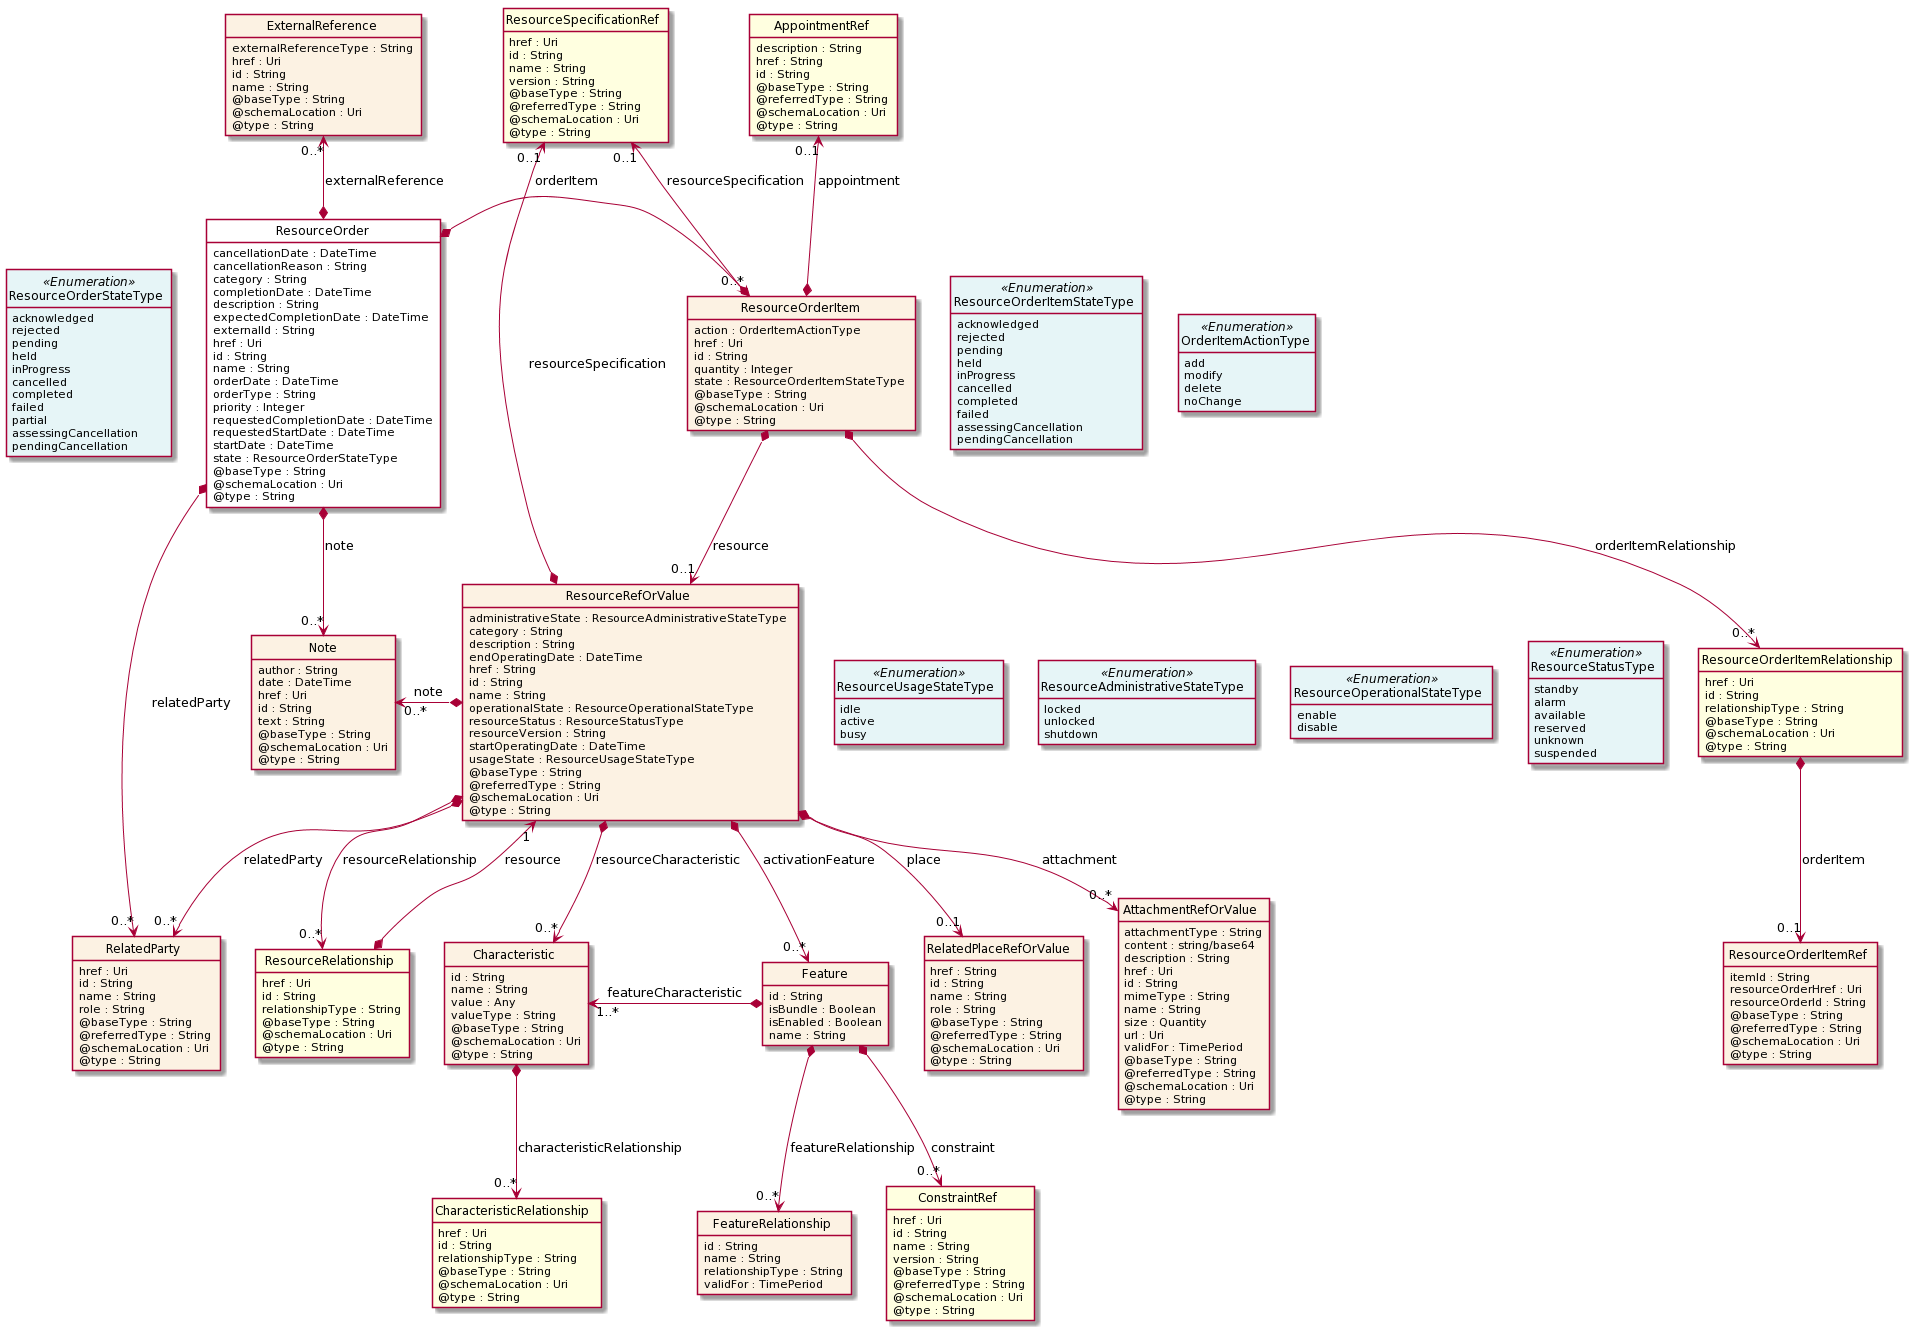 ExternalReference
externalReferenceType : String
href : Uri
id : String
name : String
@baseType : String
@schemaLocation : Uri
@type : String
ResourceSpecificationRef
href : Uri
id : String
name : String
version : String
@baseType : String
@referredType : String
@schemaLocation : Uri
@type : String
AppointmentRef
description : String
href : String
id : String
@baseType : String
@referredType : String
@schemaLocation : Uri
@type : String
0..*
0..1
0..1
0..1
externalReference
orderItem
resourceSpecification
appointment
ResourceOrder
cancellationDate : DateTime
cancellationReason : String
category : String
completionDate : DateTime
description : String
expectedCompletionDate : DateTime
externalId : String
href : Uri
id : String
name : String
orderDate : DateTime
orderType : String
priority : Integer
requestedCompletionDate : DateTime
requestedStartDate : DateTime
startDate : DateTime
state : ResourceOrderStateType
@baseType : String
@schemaLocation : Uri
@type : String
«Enumeration»
ResourceOrderStateType
acknowledged
rejected
pending
held
inProgress
cancelled
completed
failed
partial
assessingCancellation
pendingCancellation
0..*
ResourceOrderItem
action : OrderItemActionType
href : Uri
id : String
quantity : Integer
state : ResourceOrderItemStateType
@baseType : String
@schemaLocation : Uri
@type : String
«Enumeration»
ResourceOrderItemStateType
acknowledged
rejected
pending
held
inProgress
cancelled
completed
failed
assessingCancellation
pendingCancellation
«Enumeration»
OrderItemActionType
add
modify
delete
noChange
resourceSpecification
note
resource
orderItemRelationship
0..1
0..*
0..*
ResourceRefOrValue
administrativeState : ResourceAdministrativeStateType
category : String
description : String
endOperatingDate : DateTime
href : String
id : String
name : String
operationalState : ResourceOperationalStateType
resourceStatus : ResourceStatusType
resourceVersion : String
startOperatingDate : DateTime
usageState : ResourceUsageStateType
@baseType : String
@referredType : String
@schemaLocation : Uri
@type : String
Note
author : String
date : DateTime
href : Uri
id : String
text : String
@baseType : String
@schemaLocation : Uri
@type : String
note
0..*
relatedParty
«Enumeration»
ResourceUsageStateType
idle
active
busy
«Enumeration»
ResourceAdministrativeStateType
locked
unlocked
shutdown
«Enumeration»
ResourceOperationalStateType
enable
disable
«Enumeration»
ResourceStatusType
standby
alarm
available
reserved
unknown
suspended
ResourceOrderItemRelationship
href : Uri
id : String
relationshipType : String
@baseType : String
@schemaLocation : Uri
@type : String
1
relatedParty
resourceRelationship
resource
resourceCharacteristic
activationFeature
place
attachment
orderItem
0..*
0..*
0..*
0..*
0..*
0..1
0..*
0..1
RelatedParty
href : Uri
id : String
name : String
role : String
@baseType : String
@referredType : String
@schemaLocation : Uri
@type : String
ResourceRelationship
href : Uri
id : String
relationshipType : String
@baseType : String
@schemaLocation : Uri
@type : String
Characteristic
id : String
name : String
value : Any
valueType : String
@baseType : String
@schemaLocation : Uri
@type : String
featureCharacteristic
1..*
Feature
id : String
isBundle : Boolean
isEnabled : Boolean
name : String
RelatedPlaceRefOrValue
href : String
id : String
name : String
role : String
@baseType : String
@referredType : String
@schemaLocation : Uri
@type : String
AttachmentRefOrValue
attachmentType : String
content : string/base64
description : String
href : Uri
id : String
mimeType : String
name : String
size : Quantity
url : Uri
validFor : TimePeriod
@baseType : String
@referredType : String
@schemaLocation : Uri
@type : String
ResourceOrderItemRef
itemId : String
resourceOrderHref : Uri
resourceOrderId : String
@baseType : String
@referredType : String
@schemaLocation : Uri
@type : String
characteristicRelationship
featureRelationship
constraint
0..*
0..*
0..*
CharacteristicRelationship
href : Uri
id : String
relationshipType : String
@baseType : String
@schemaLocation : Uri
@type : String
FeatureRelationship
id : String
name : String
relationshipType : String
validFor : TimePeriod
ConstraintRef
href : Uri
id : String
name : String
version : String
@baseType : String
@referredType : String
@schemaLocation : Uri
@type : String